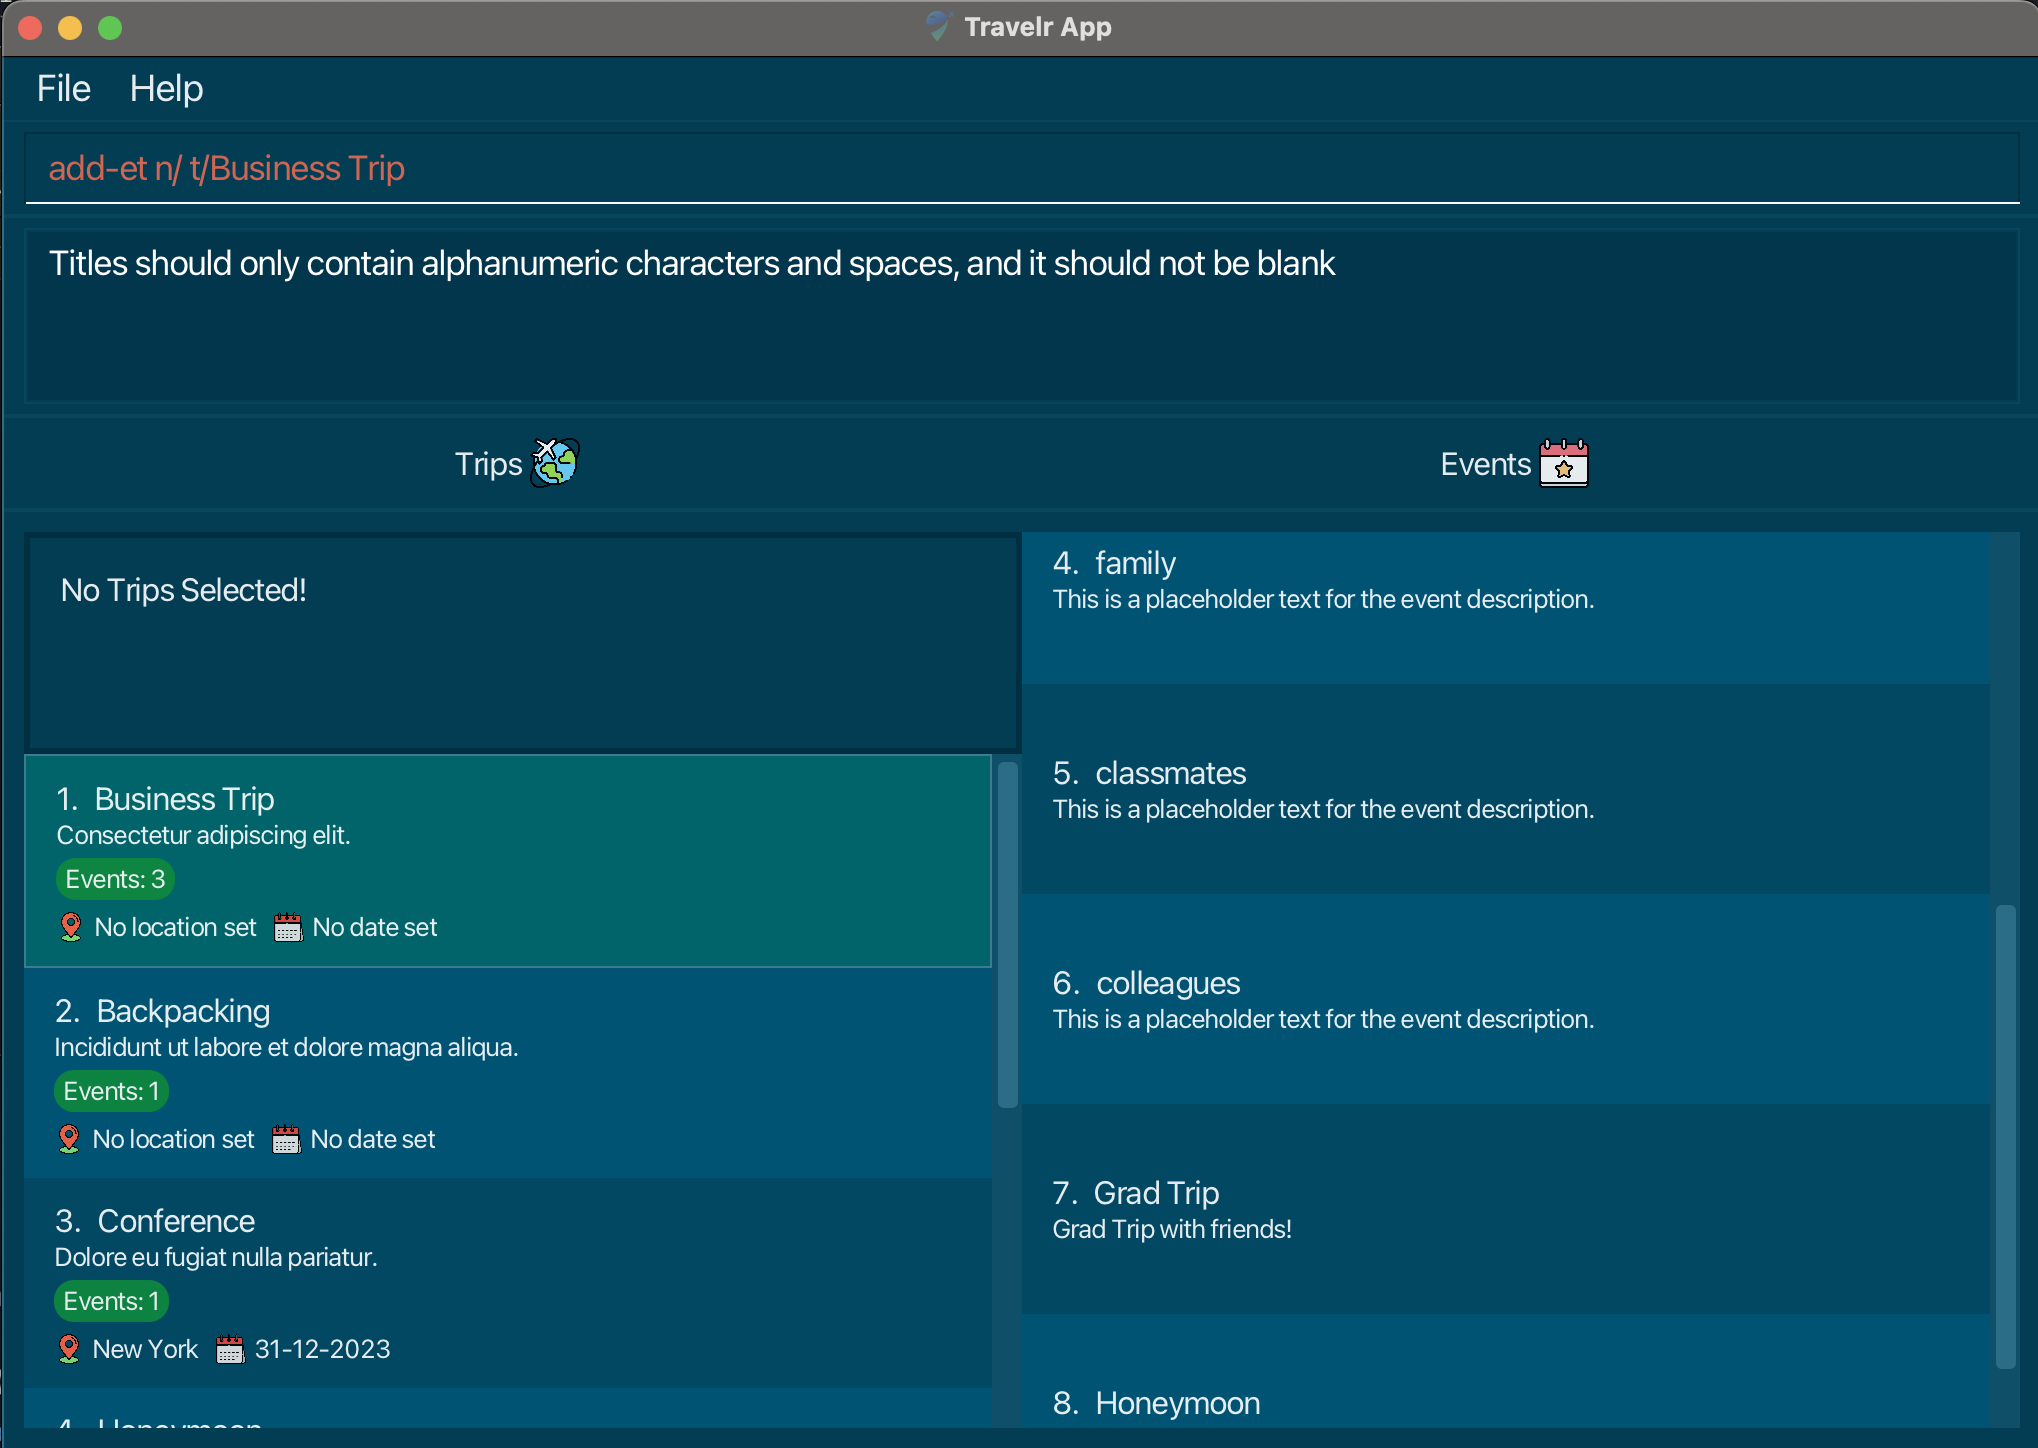 Travelr App
File Help
add-et n/ t/Business Trip
Titles should only contain alphanumeric characters and spaces, and it should not be blank
Trips
Events
No Trips Selected!
1. Business Trip
Consectetur adipiscing elit.
Events: 3
No location set No date set
2. Backpacking
Incididunt ut labore et dolore magna aliqua.
Events: 1
No location set No date set
3. Conference
Dolore eu fugiat nulla pariatur.
Events: 1
New York 31-12-2023
4. Honeymoon
4. family
This is a placeholder text for the event description.
5. classmates
This is a placeholder text for the event description.
6. colleagues
This is a placeholder text for the event description.
7. Grad Trip
Grad Trip with friends!
8. Honeymoon